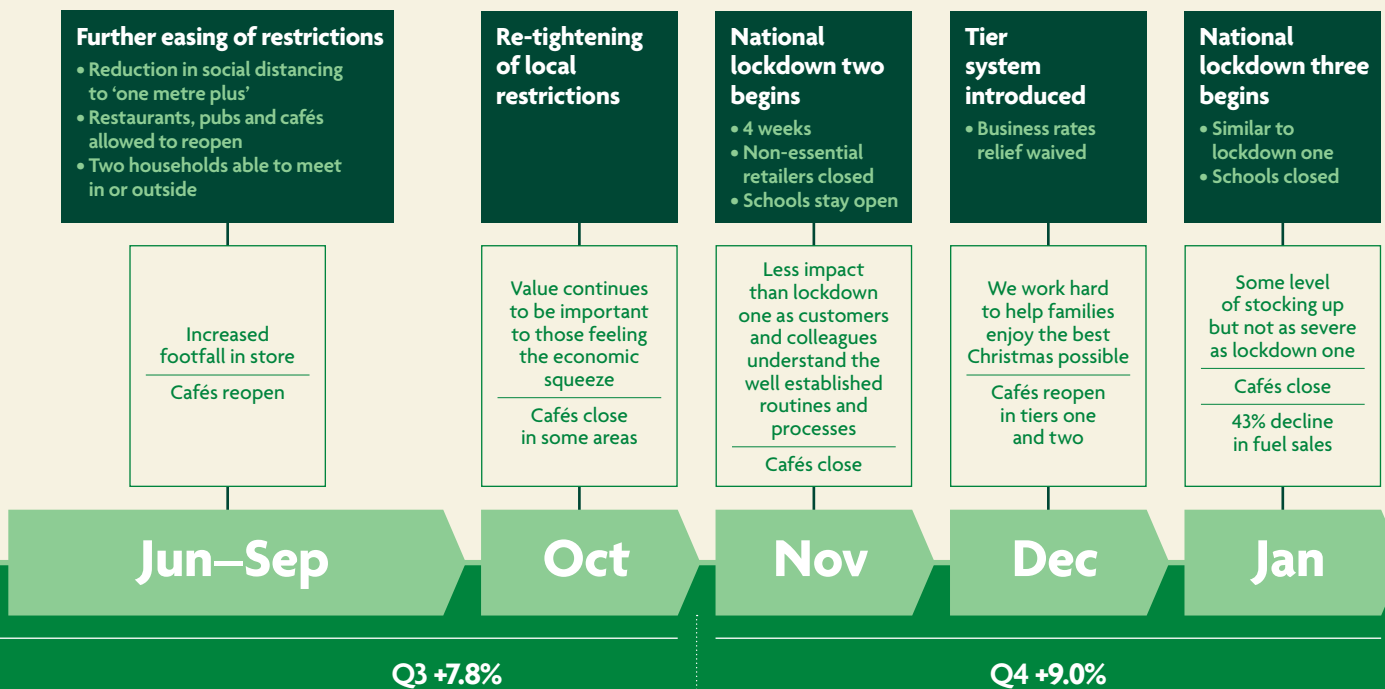 Further easing of restrictions
• Reduction in social distancing
to ‘one metre plus’
• Restaurants, pubs and cafés
allowed to reopen
• Two households able to meet
in or outside
Increased
footfall in store
Cafés reopen
Jun–Sep
Re-tightening
of local
restrictions
Value continues
to be important
to those feeling
the economic
squeeze
Cafés close
in some areas
Oct
National
lockdown two
begins
• 4 weeks
• Non-essential
retailers closed
• Schools stay open
Less impact
than lockdown
one as customers
and colleagues
understand the
well established
routines and
processes
Cafés close
Nov
Tier
system
introduced
• Business rates
relief waived
We work hard
to help families
enjoy the best
Christmas possible
Cafés reopen
in tiers one
and two
Dec
National
lockdown three
begins
• Similar to
lockdown one
• Schools closed
Some level
of stocking up
but not as severe
as lockdown one
Cafés close
43% decline
in fuel sales
Jan
Q3 +7.8%
Q4 +9.0%